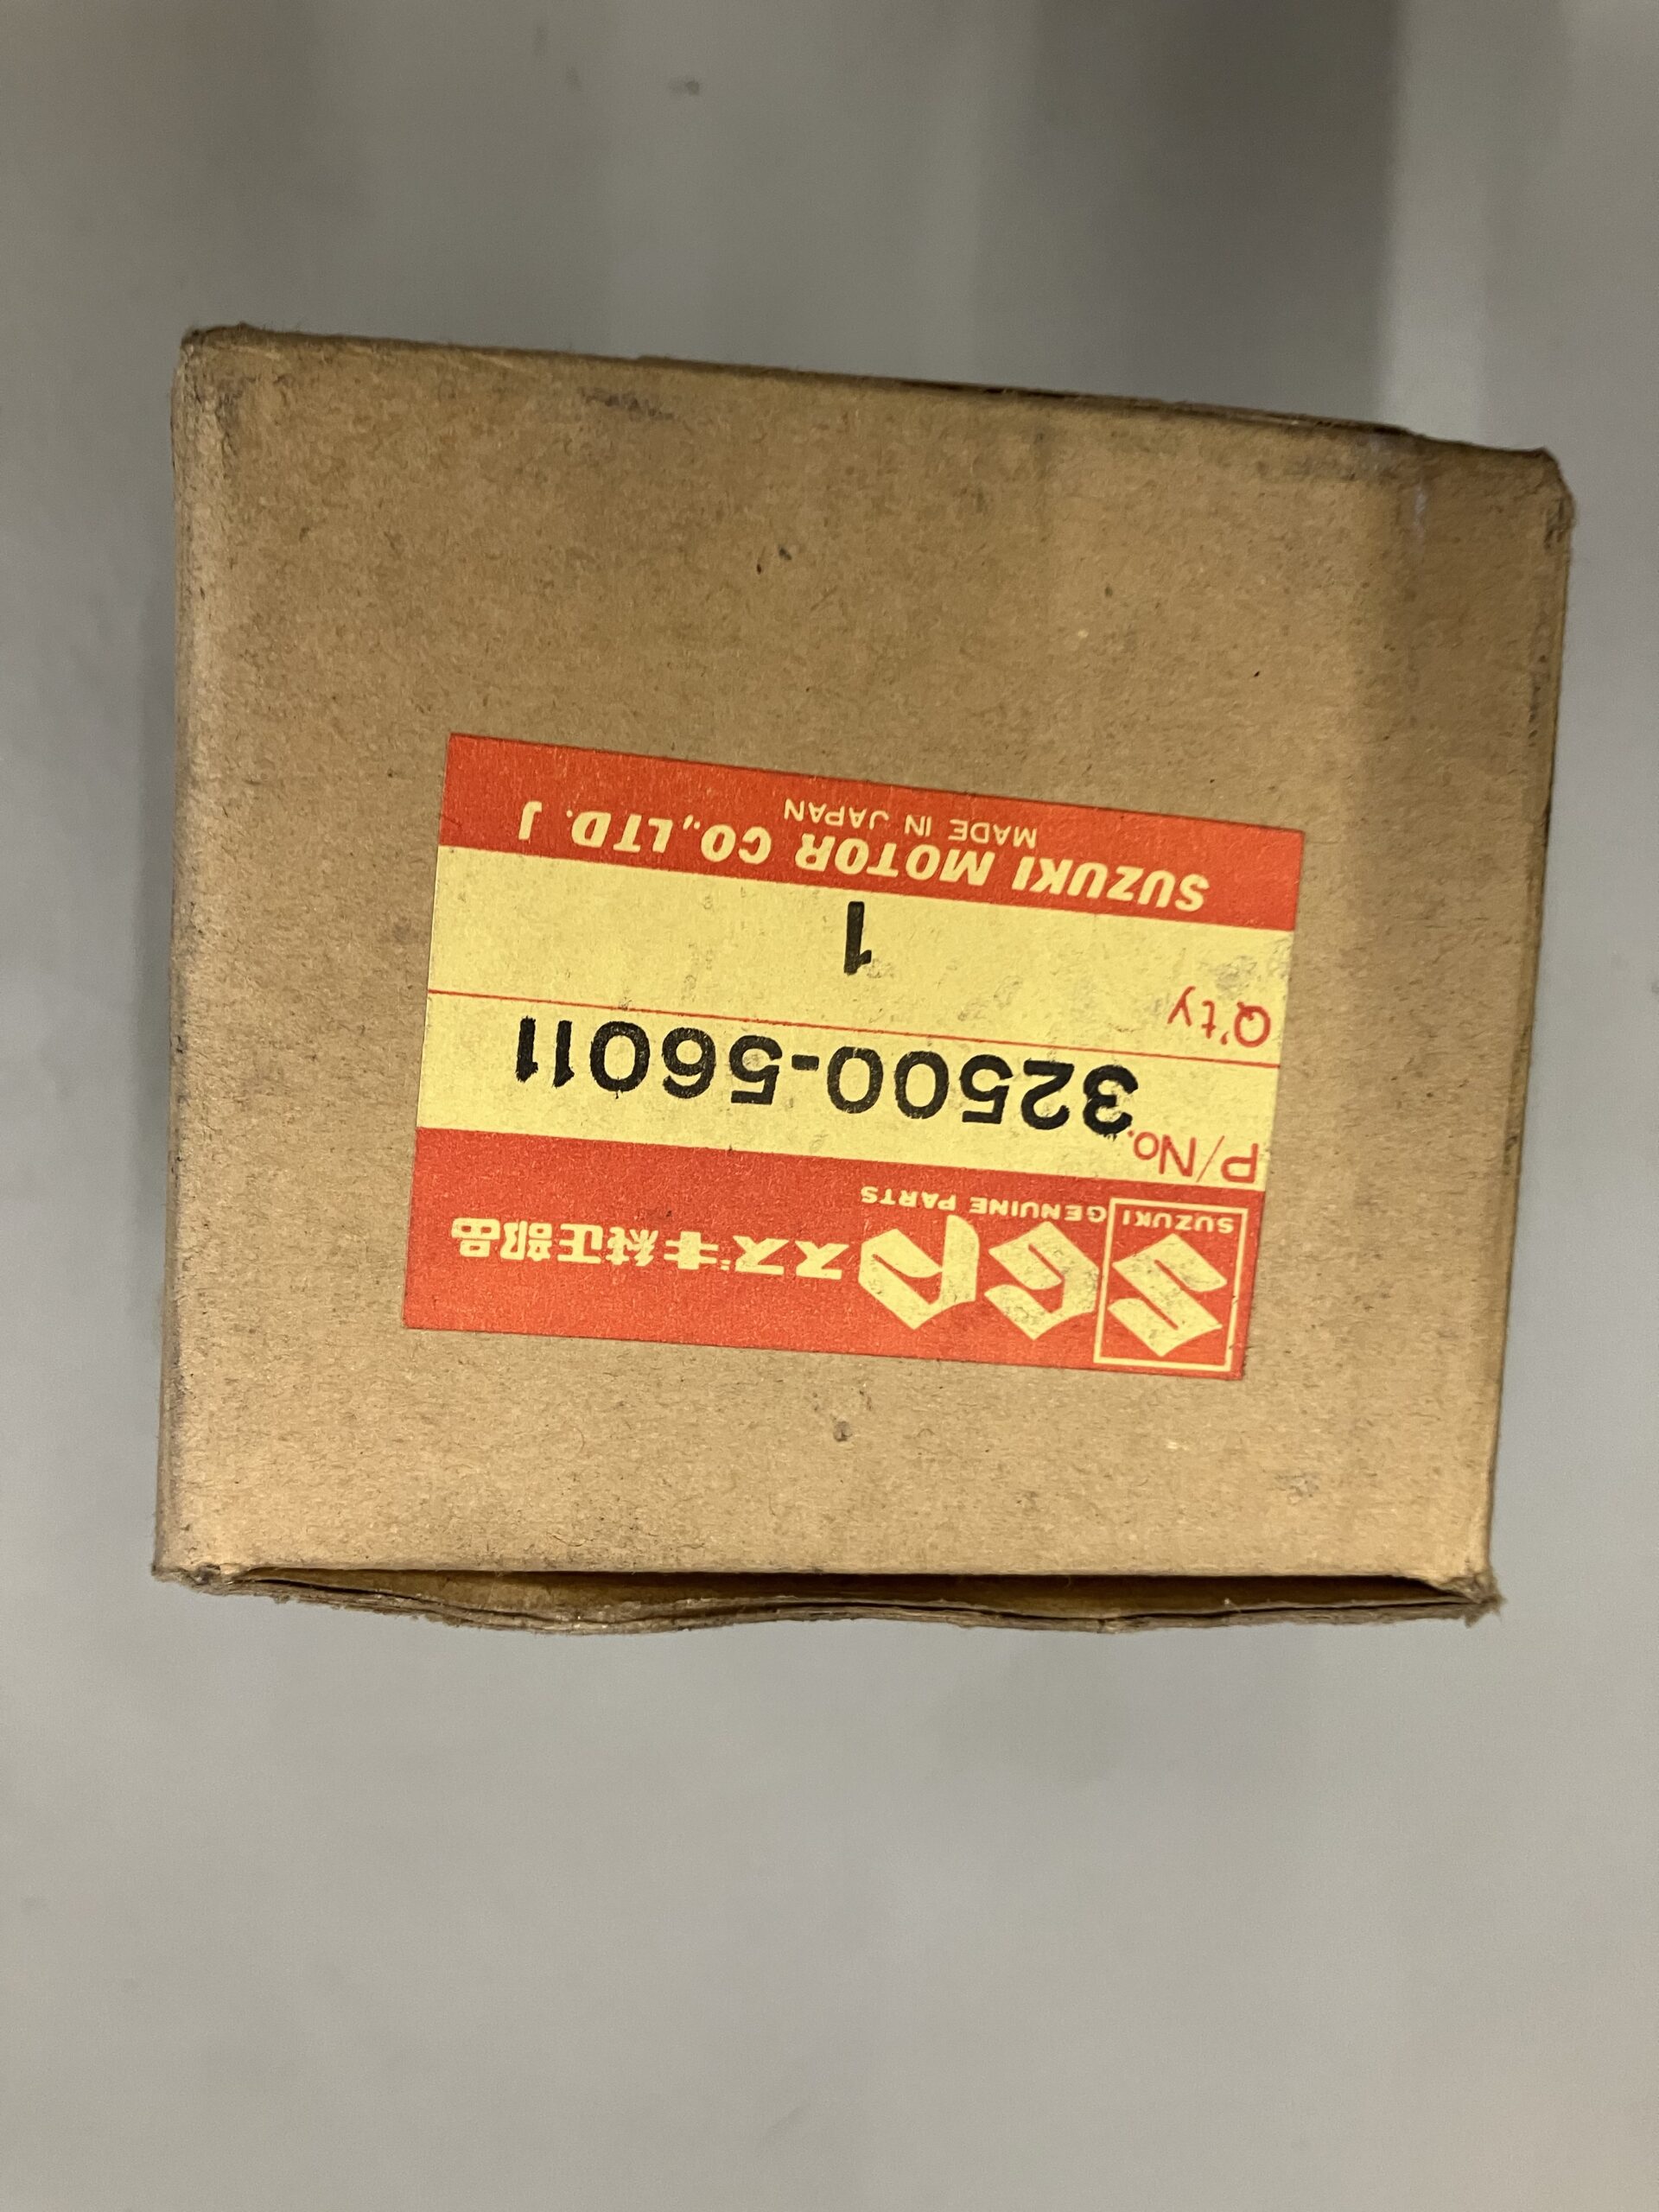 SUZUKI
SGP
GENUINE PARTS
スズキ純正部品
P/No. 32500-56011
Q'ty 1
SUZUKI MOTOR CO., LTD. J
MADE IN JAPAN